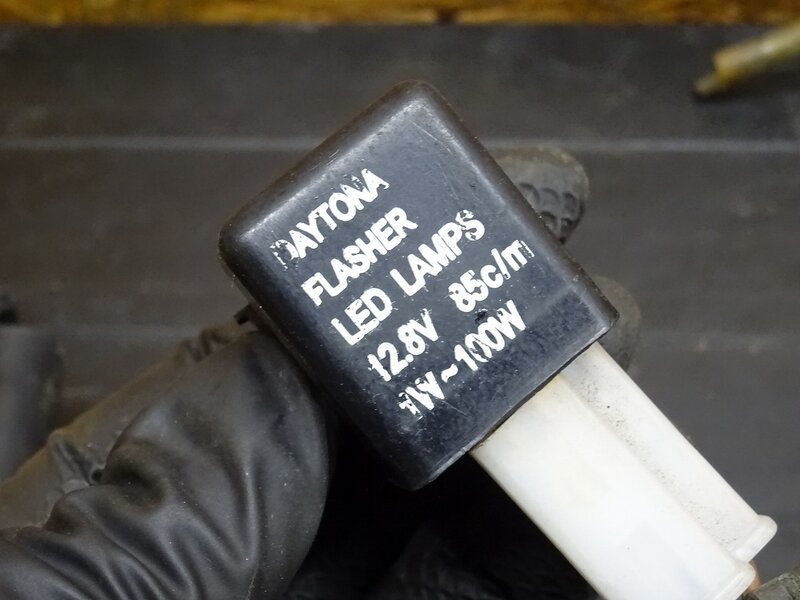 DAYTONA
FLASHER
LED LAMPS
12.8V 85c/m
1W~100W